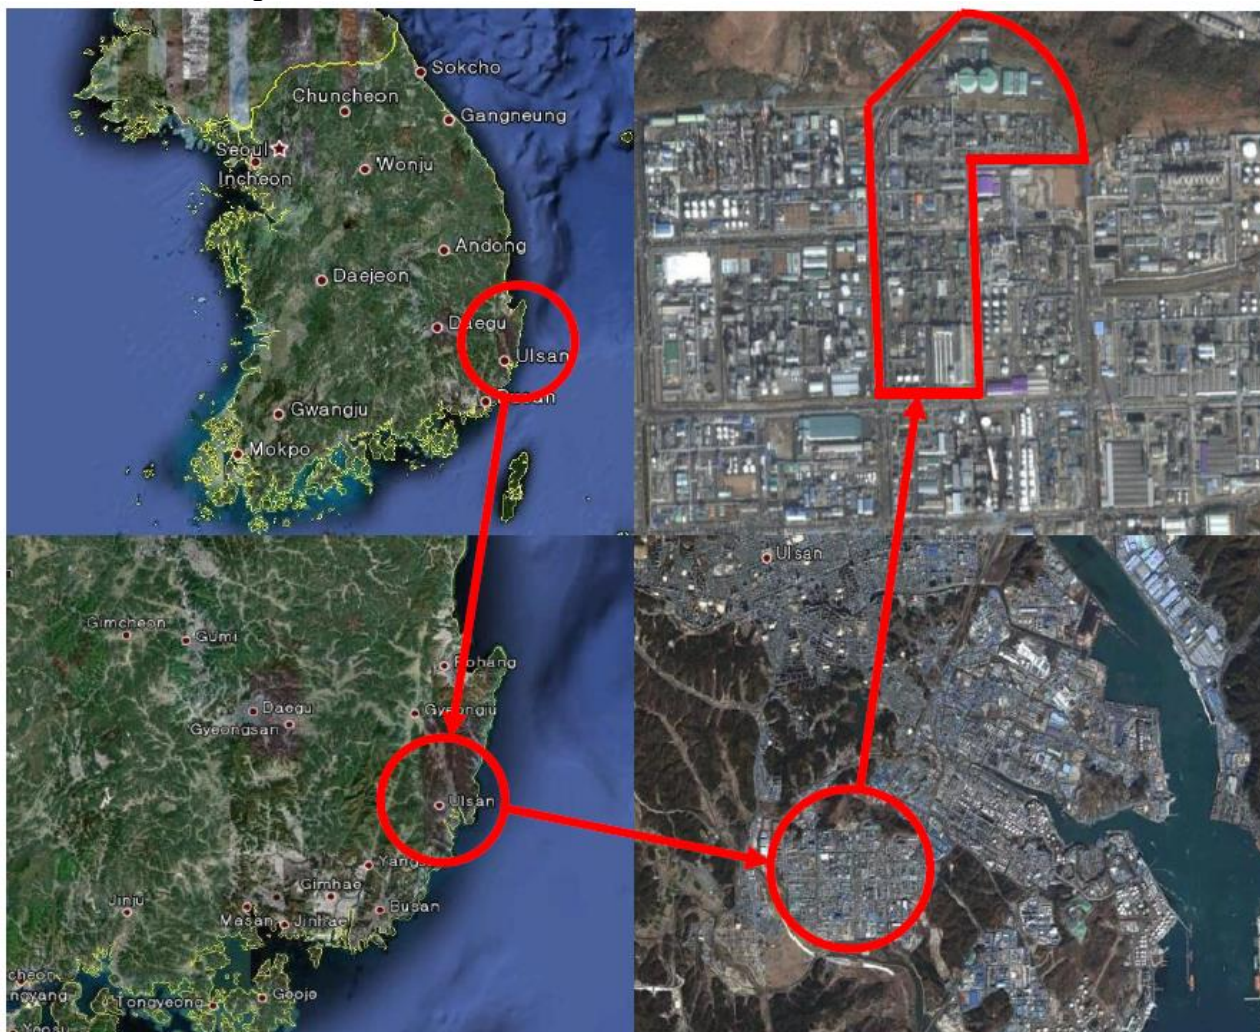 Sokcho
Chuncheon
Gangneung
Seoul
Incheon
Wonju
Andong
Daejeon
Daegu
Ulsan
Gwangju
Mokpo
Ulsan
Gimcheon
Gumi
Pohang
Daegu
Gyeongsan
Gyeongju
Ulsan
Gimhae
Jinju
Masan
Jinhae
Busan
Tongyeong
Geoje